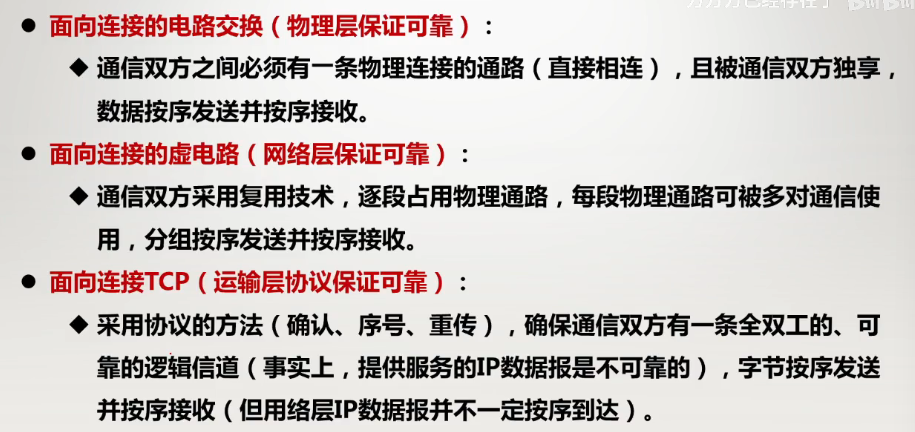 ● 面向连接的电路交换（物理层保证可靠）：
◆ 通信双方之间必须有一条物理连接的通路（直接相连），且被通信双方独享，
数据按序发送并按序接收。
● 面向连接的虚电路（网络层保证可靠）：
◆ 通信双方采用复用技术，逐段占用物理通路，每段物理通路可被多对通信使
用，分组按序发送并按序接收。
● 面向连接TCP（运输层协议保证可靠）：
◆ 采用协议的方法（确认、序号、重传），确保通信双方有一条全双工的、可
靠的逻辑信道（事实上，提供服务的IP数据报是不可靠的），字节按序发送
并按序接收（但用络层IP数据报并不一定按序到达）。